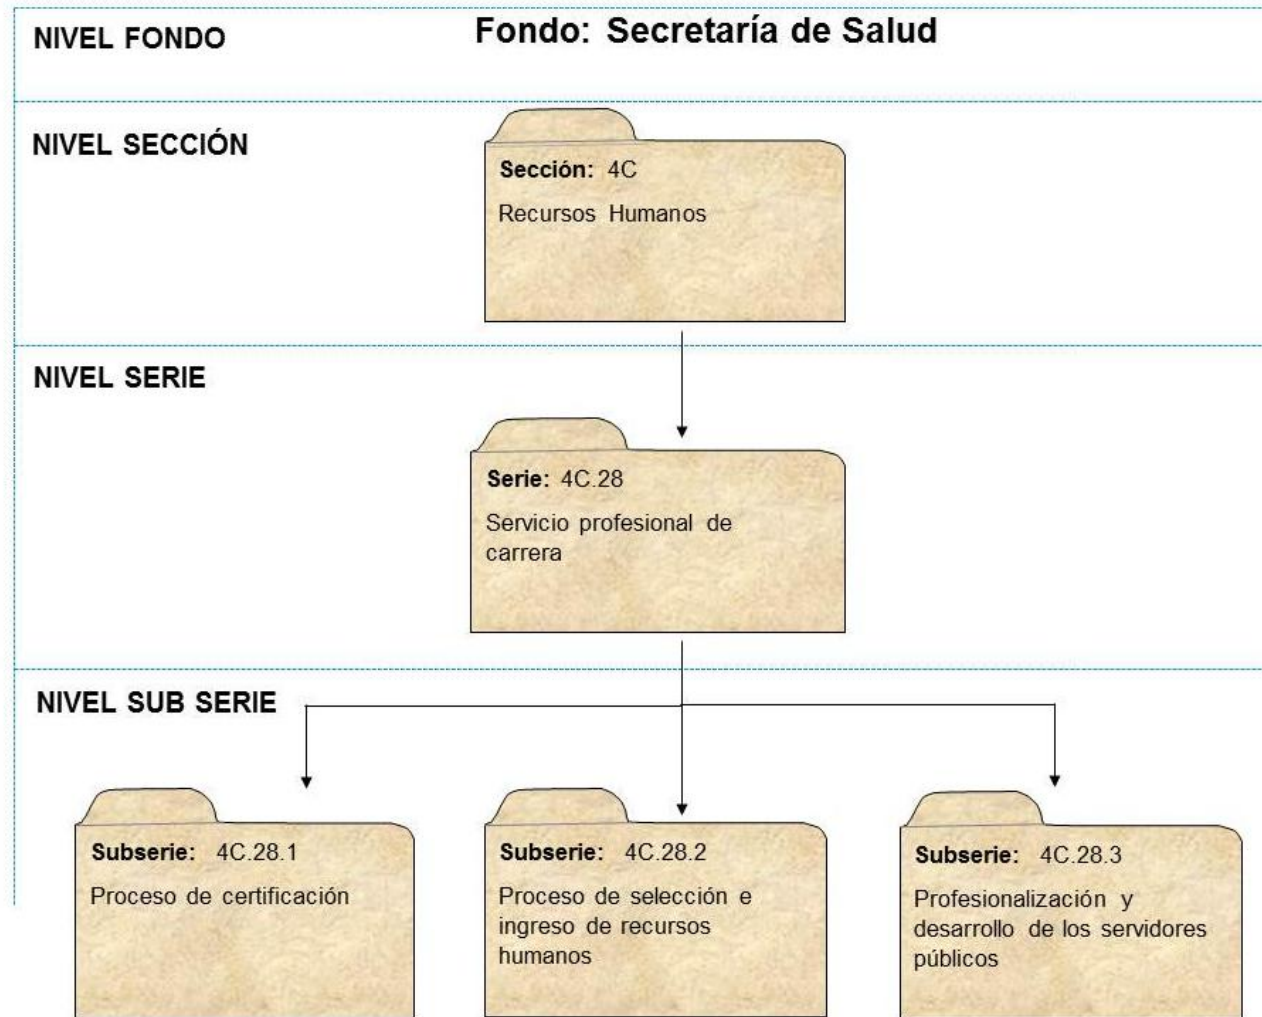 NIVEL FONDO
Fondo: Secretaría de Salud
NIVEL SECCIÓN
Sección: 4C
Recursos Humanos
NIVEL SERIE
Serie: 4C.28
Servicio profesional de
carrera
NIVEL SUB SERIE
Subserie: 4C.28.1
Proceso de certificación
Subserie: 4C.28.2
Proceso de selección e
ingreso de recursos
humanos
Subserie: 4C.28.3
Profesionalización y
desarrollo de los servidores
públicos